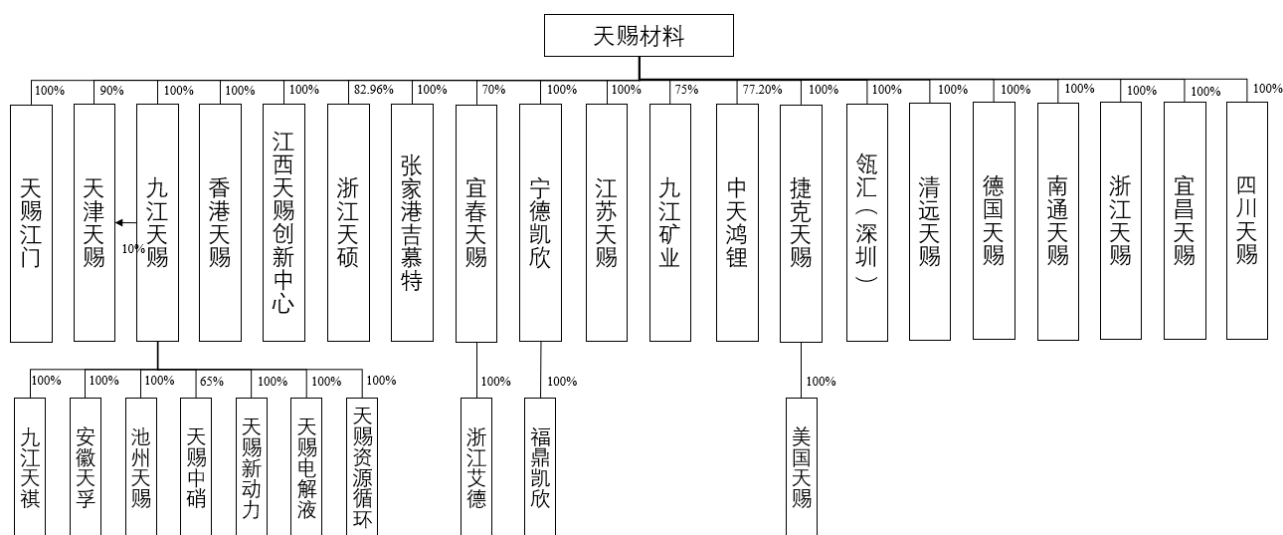 天赐材料
100%
90%
100%
100%
100%
82.96%
100%
70%
100%
100%
75%
77.20%
100%
100%
100%
100%
100%
100%
100%
100%
天赐江门
天津天赐
10%
九江天赐
香港天赐
江西天赐创新中心
浙江天硕
张家港吉慕特
宜春天赐
宁德凯欣
江苏天赐
九江矿业
中天鸿锂
捷克天赐
瓴汇（深圳）
清远天赐
德国天赐
南通天赐
浙江天赐
宜昌天赐
四川天赐
100%
100%
100%
65%
100%
100%
100%
100%
100%
100%
九江天祺
安徽天孚
池州天赐
天赐中硝
天赐新动力
天赐电解液
天赐资源循环
浙江艾德
福鼎凯欣
美国天赐